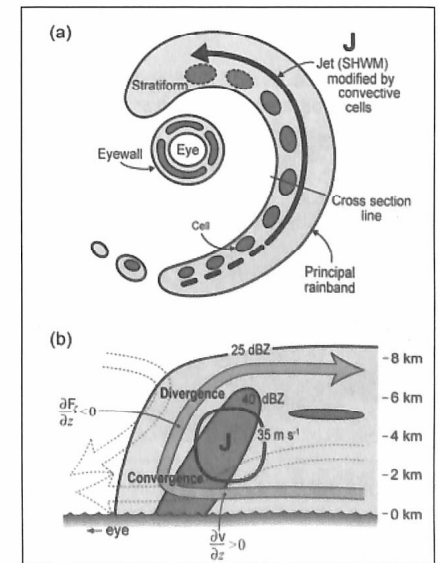 (a)
J
Jet (SHWM)
modified by
convective
cells
Stratiform
Eyewall
Eye
Cross section
line
Cell
Principal
rainband
(b)
25 dBZ
8 km
Divergence
6 km
40 dBZ
∂Fᵣ/∂z <0
J
35 m s⁻¹
4 km
Convergence
2 km
0 km
← eye
∂v/∂z >0